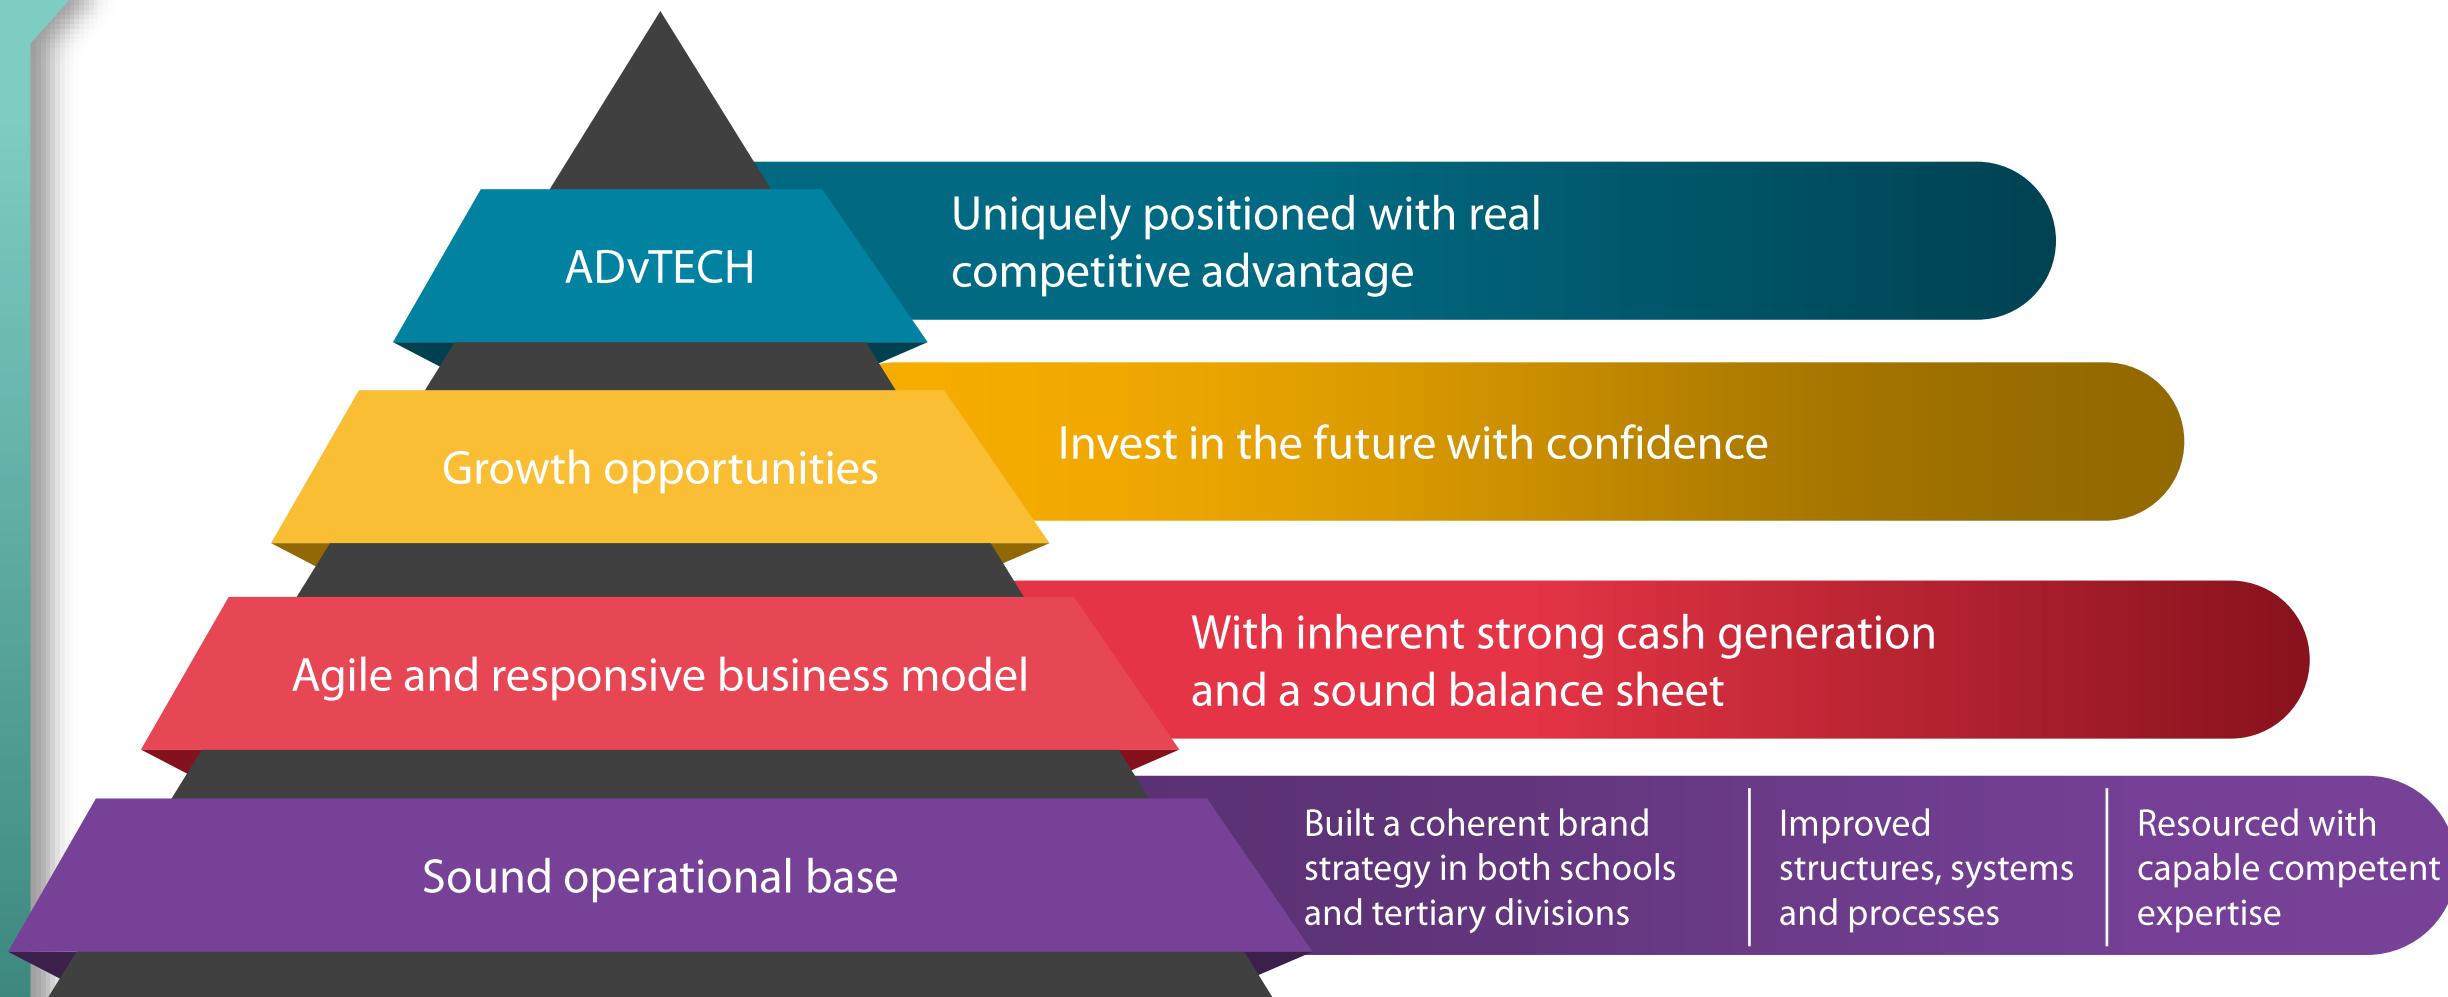 ADvTECH
Uniquely positioned with real
competitive advantage
Growth opportunities
Invest in the future with confidence
Agile and responsive business model
With inherent strong cash generation
and a sound balance sheet
Sound operational base
Built a coherent brand
strategy in both schools
and tertiary divisions
Improved
structures, systems
and processes
Resourced with
capable competent
expertise